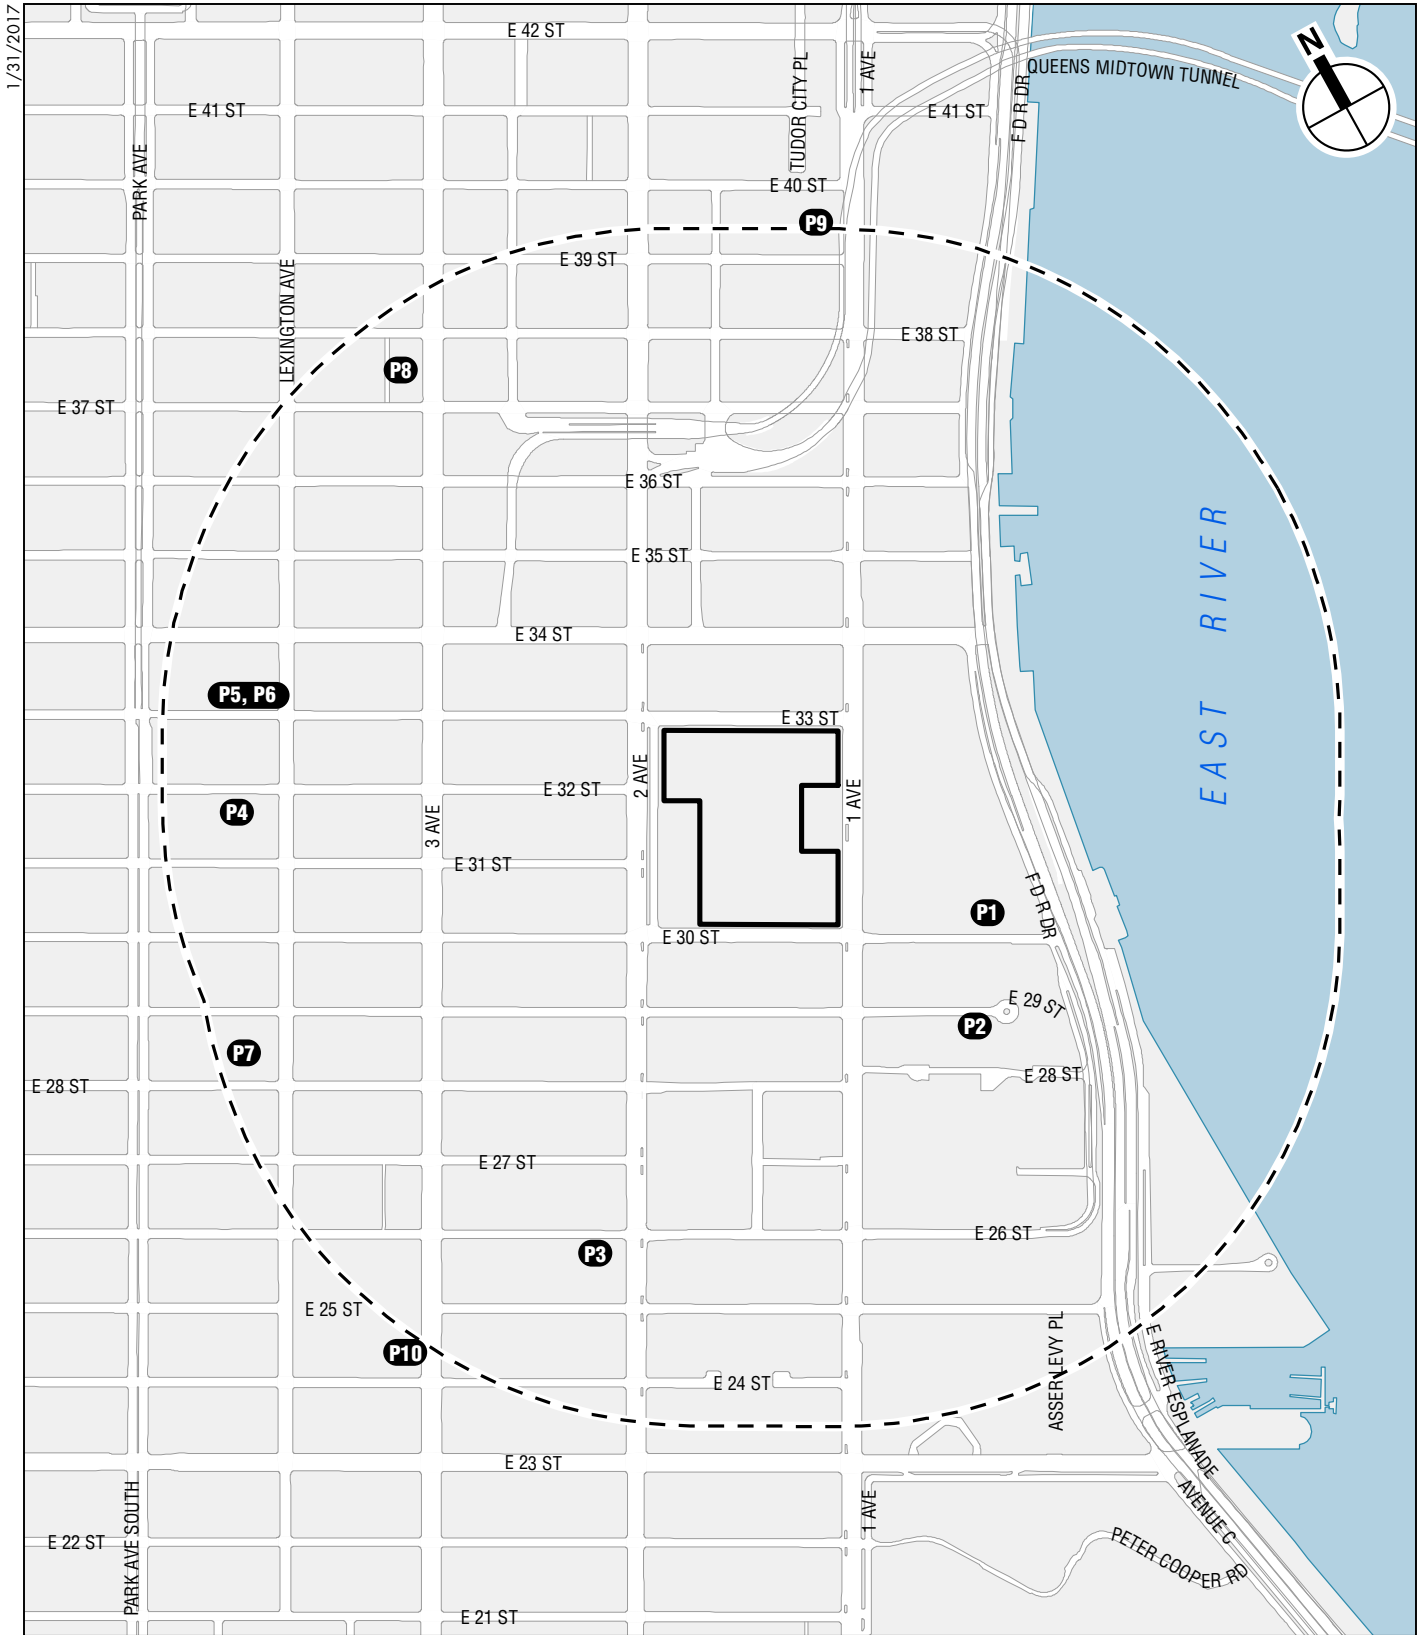 1/31/2017
E 42 ST
N
QUEENS MIDTOWN TUNNEL
1 AVE
TUDOR CITY PL
F D R DR
E 41 ST
E 41 ST
PARK AVE
E 40 ST
P9
E 39 ST
LEXINGTON AVE
E 38 ST
P8
E 37 ST
E 36 ST
EAST RIVER
E 35 ST
E 34 ST
P5, P6
E 33 ST
2 AVE
E 32 ST
1 AVE
P4
3 AVE
E 31 ST
F D R DR
P1
E 30 ST
E 29 ST
P2
P7
E 28 ST
E 28 ST
E 27 ST
E 26 ST
P3
E 25 ST
P10
ASSER LEVY PL
E RIVER ESPLANADE
E 24 ST
E 23 ST
PARK AVE SOUTH
1 AVE
AVENUE C
E 22 ST
PETER COOPER RD
E 21 ST